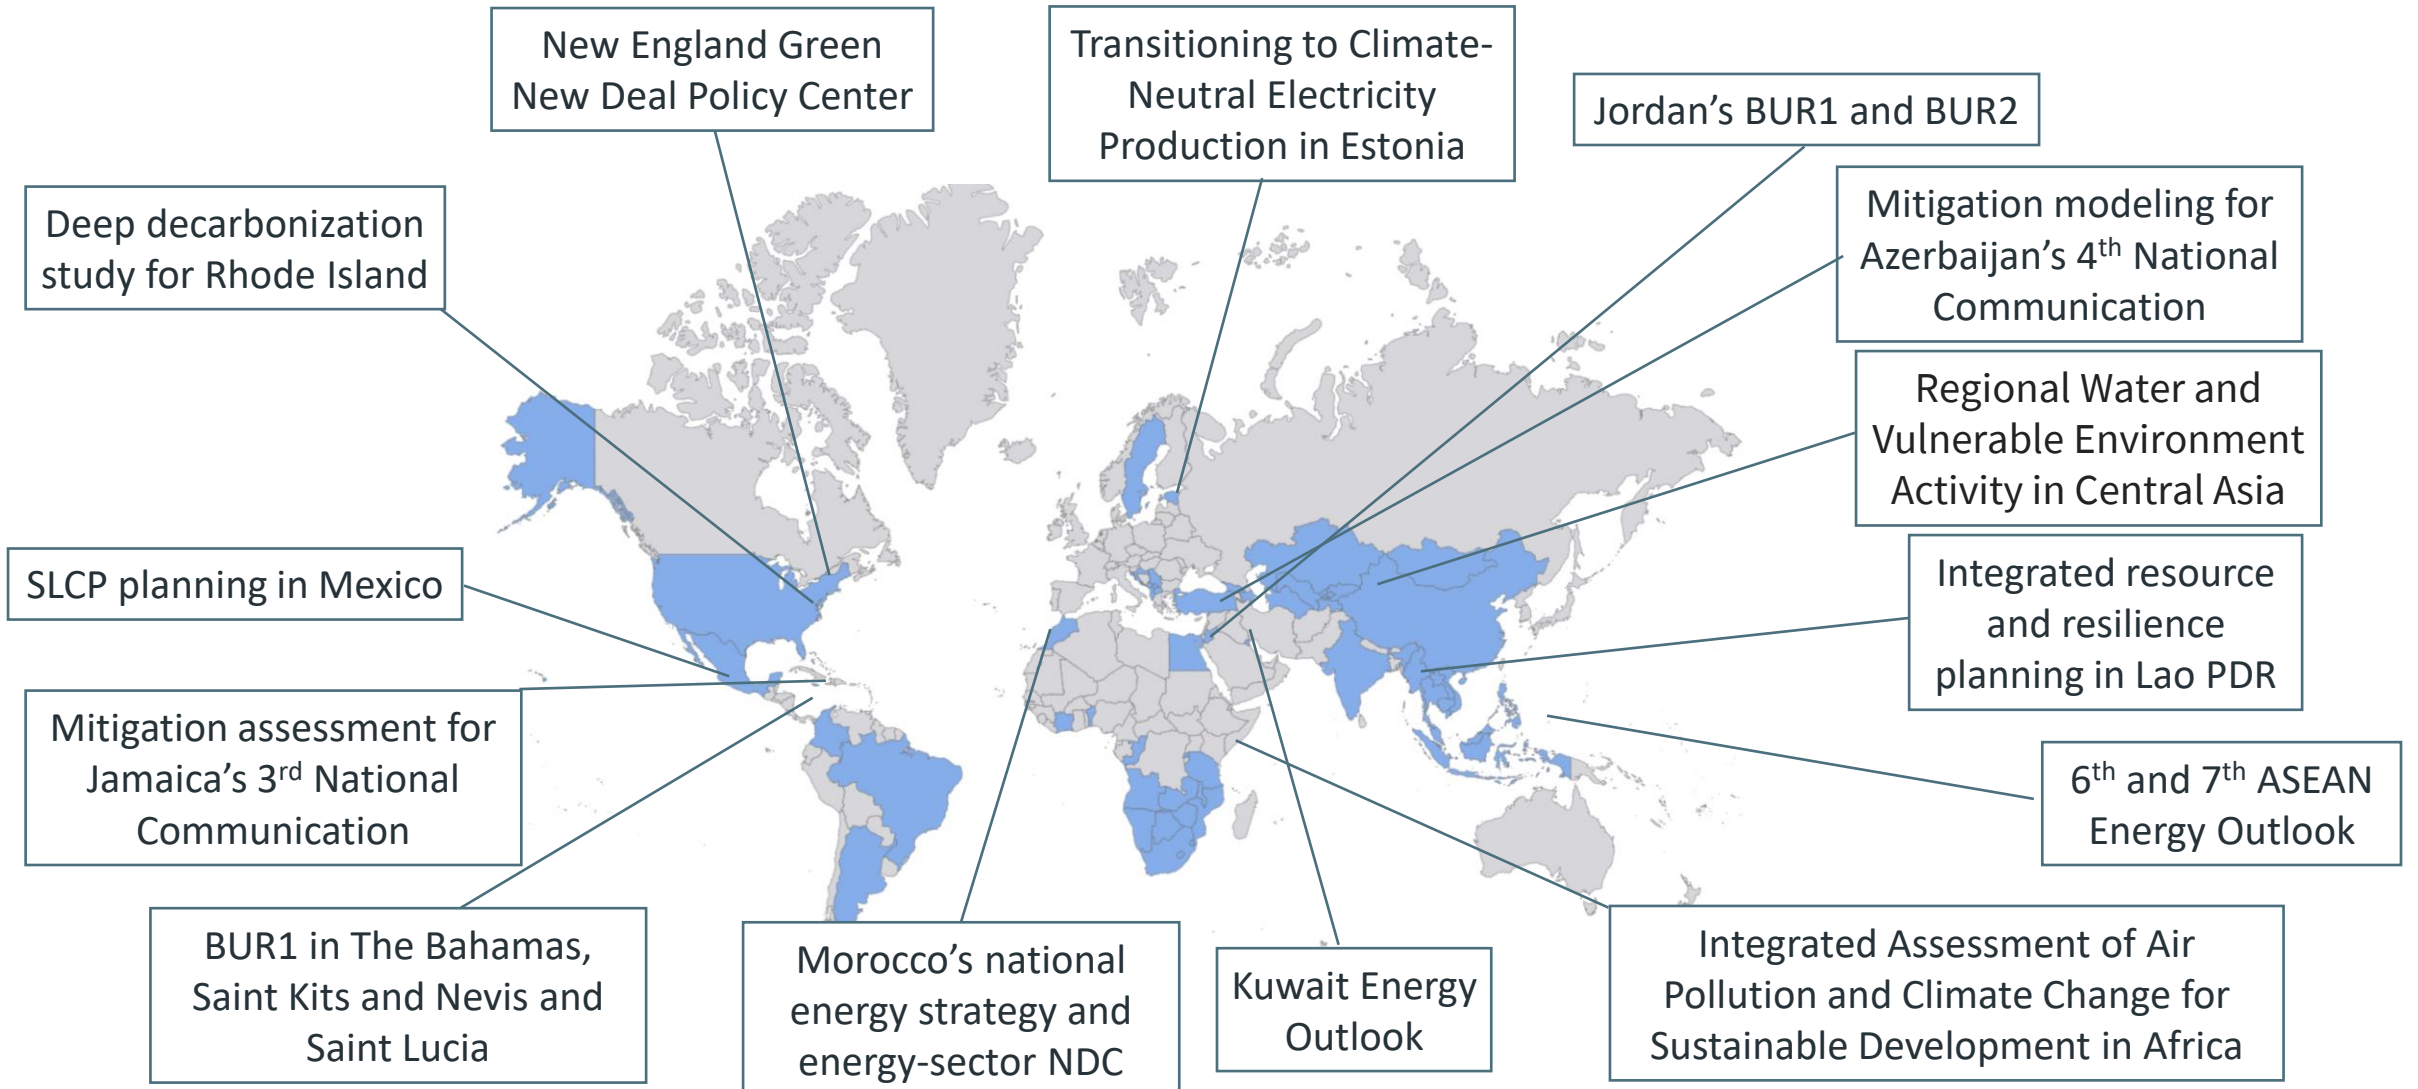 New England Green
New Deal Policy Center
Transitioning to Climate-
Neutral Electricity
Production in Estonia
Jordan’s BUR1 and BUR2
Deep decarbonization
study for Rhode Island
Mitigation modeling for
Azerbaijan’s 4th National
Communication
Regional Water and
Vulnerable Environment
Activity in Central Asia
SLCP planning in Mexico
Integrated resource
and resilience
planning in Lao PDR
Mitigation assessment for
Jamaica’s 3rd National
Communication
6th and 7th ASEAN
Energy Outlook
BUR1 in The Bahamas,
Saint Kits and Nevis and
Saint Lucia
Morocco’s national
energy strategy and
energy-sector NDC
Kuwait Energy
Outlook
Integrated Assessment of Air
Pollution and Climate Change for
Sustainable Development in Africa